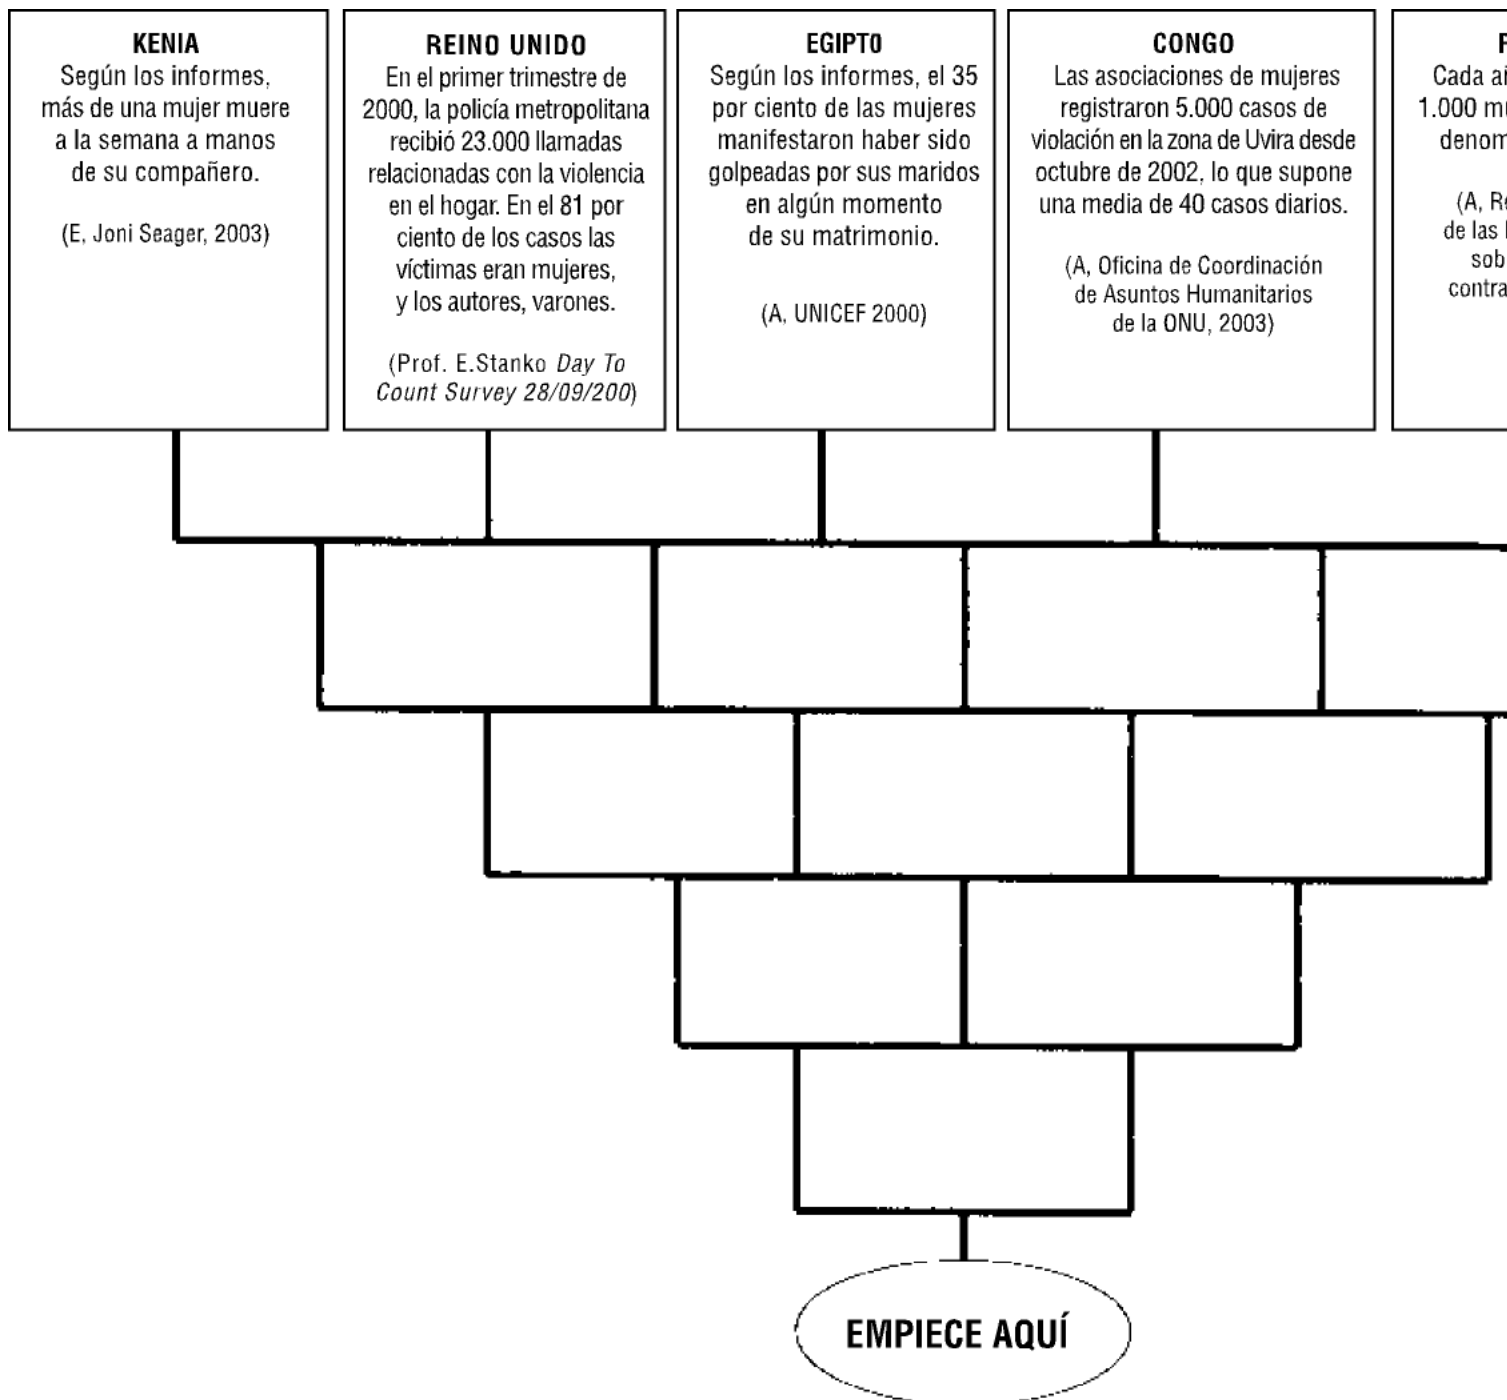 KENIA
Según los informes,
más de una mujer muere
a la semana a manos
de su compañero.
(E, Joni Seager, 2003)
REINO UNIDO
En el primer trimestre de
2000, la policía metropolitana
recibió 23.000 llamadas
relacionadas con la violencia
en el hogar. En el 81 por
ciento de los casos las
víctimas eran mujeres,
y los autores, varones.
(Prof. E.Stanko Day To
Count Survey 28/09/200)
EGIPTO
Según los informes, el 35
por ciento de las mujeres
manifestaron haber sido
golpeadas por sus maridos
en algún momento
de su matrimonio.
(A, UNICEF 2000)
CONGO
Las asociaciones de mujeres
registraron 5.000 casos de
violación en la zona de Uvira desde
octubre de 2002, lo que supone
una media de 40 casos diarios.
(A, Oficina de Coordinación
de Asuntos Humanitarios
de la ONU, 2003)
Cada
1.000
(A,
de las
contra
EMPIECE AQUÍ